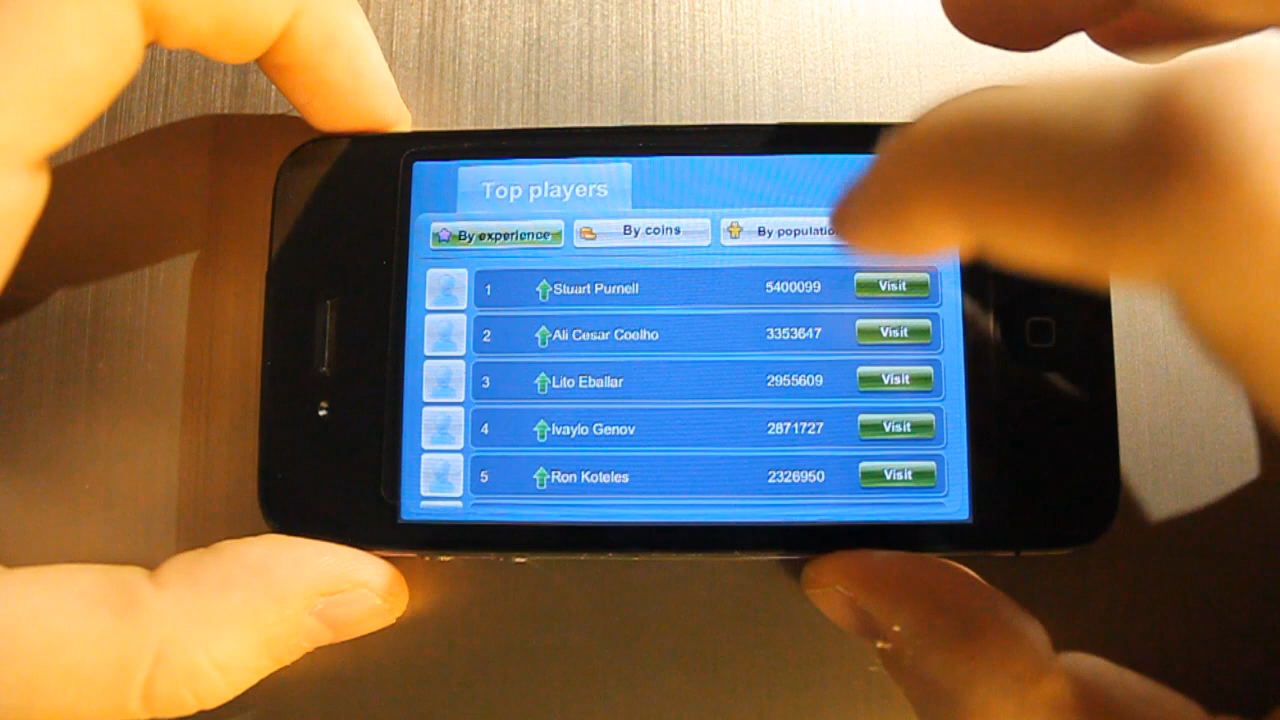 Top players
By experience By coins By populatio
1 Stuart Purnell 5400099 Visit
2 Ali Cesar Coelho 3353647 Visit
3 Lito Eballar 2955609 Visit
4 Ivaylo Genov 2871727 Visit
5 Ron Koteles 2326950 Visit